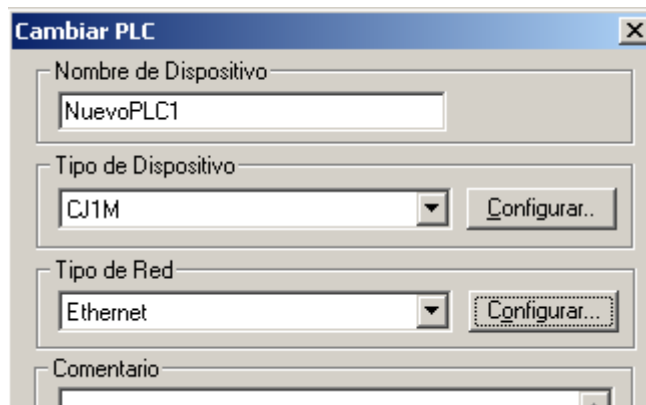 Cambiar PLC
Nombre de Dispositivo
NuevoPLC1
Tipo de Dispositivo
CJ1M
Configurar..
Tipo de Red
Ethernet
Configurar...
Comentario